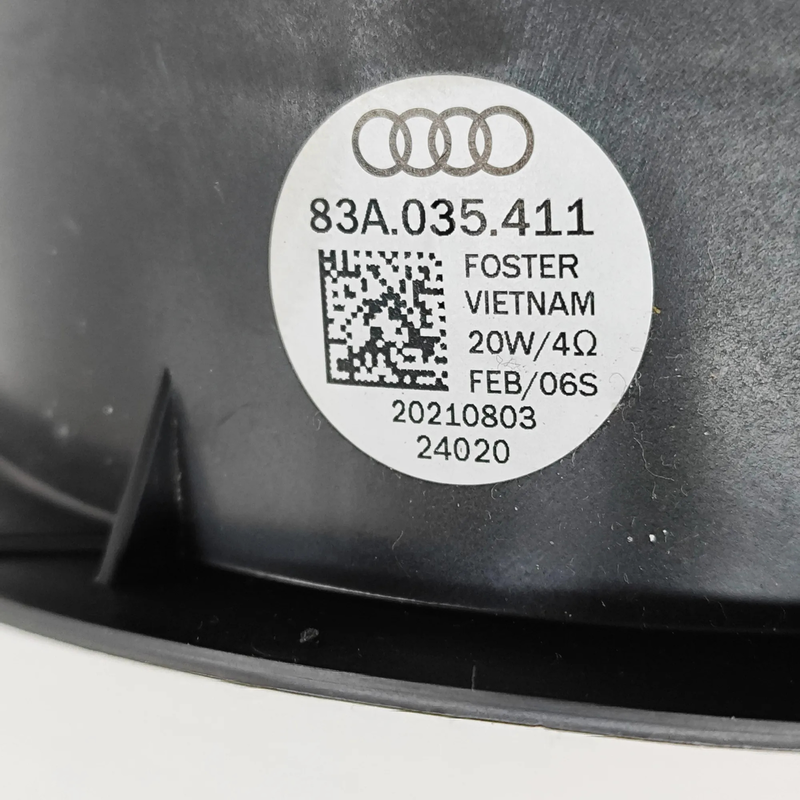 83A.035.411
FOSTER
VIETNAM
20W/4Ω
FEB/06S
20210803
24020